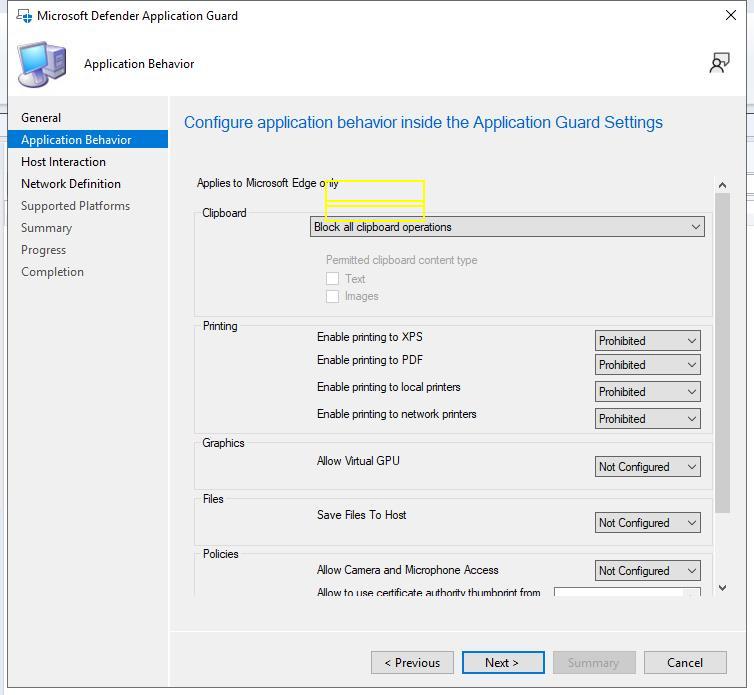 Microsoft Defender Application Guard
Application Behavior
General
Application Behavior
Host Interaction
Network Definition
Supported Platforms
Summary
Progress
Completion
Configure application behavior inside the Application Guard Settings
Applies to Microsoft Edge only
Clipboard
Block all clipboard operations
Permitted clipboard content type
Text
Images
Printing
Enable printing to XPS Prohibited
Enable printing to PDF Prohibited
Enable printing to local printers Prohibited
Enable printing to network printers Prohibited
Graphics
Allow Virtual GPU Not Configured
Files
Save Files To Host Not Configured
Policies
Allow Camera and Microphone Access Not Configured
Allow to use certificate authority thumbprint from
< Previous Next > Summary Cancel